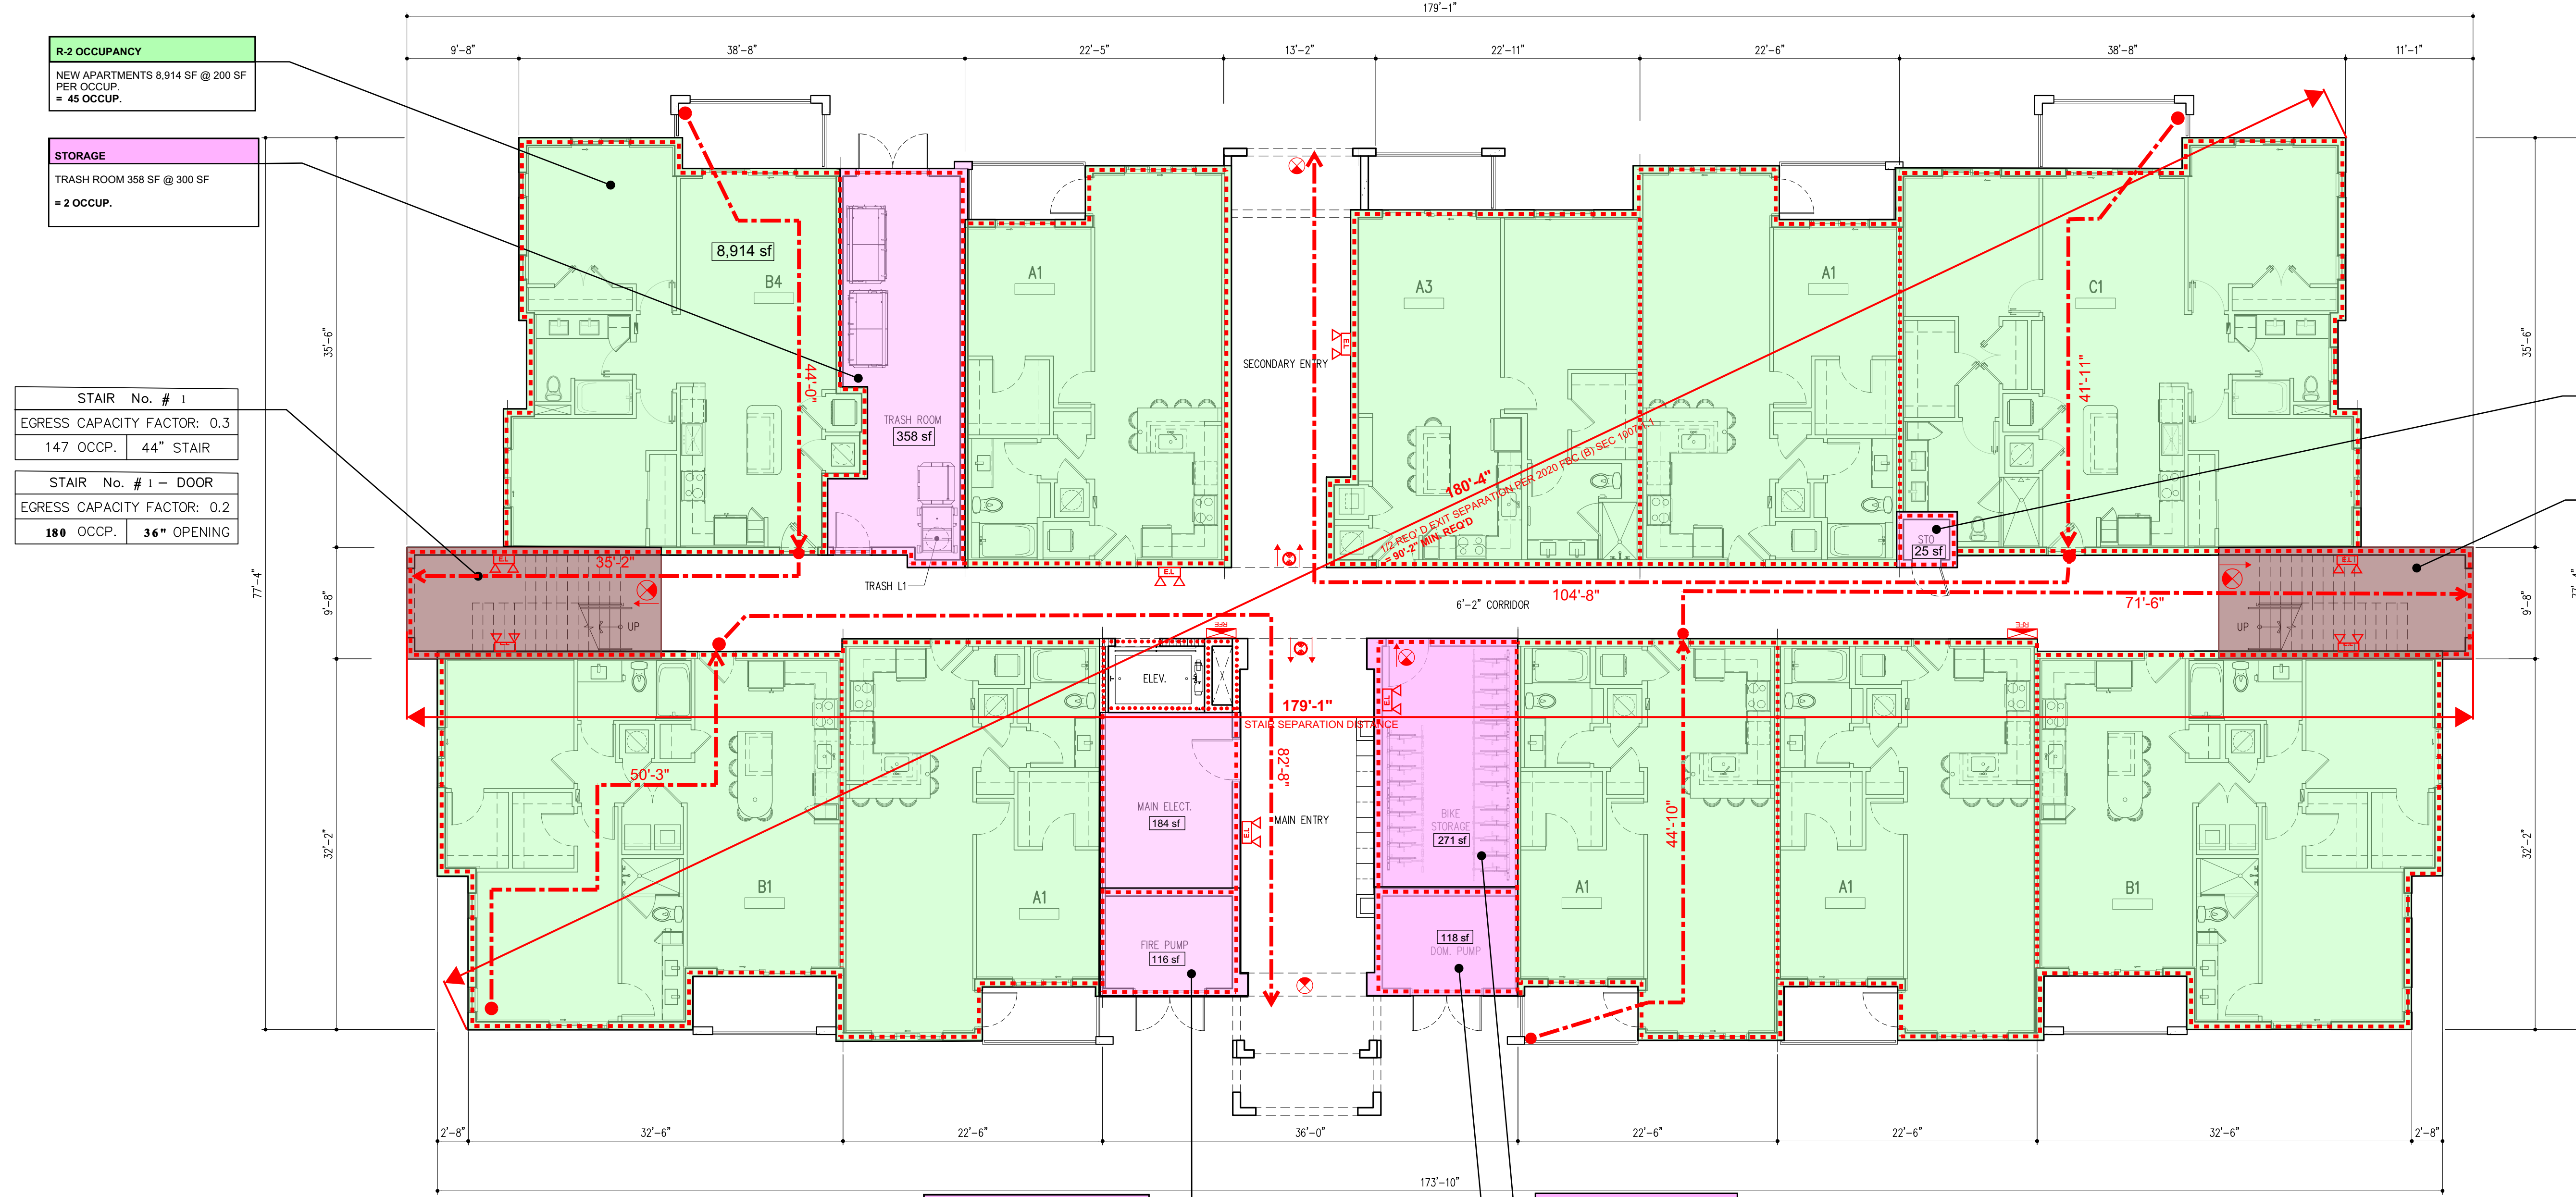 179'-1"
9'-8"
38'-8"
22'-5"
13'-2"
22'-11"
22'-6"
38'-8"
11'-1"
R-2 OCCUPANCY
NEW APARTMENTS 8,914 SF @ 200 SF
PER OCCUP.
= 45 OCCUP.
STORAGE
TRASH ROOM 358 SF @ 300 SF
= 2 OCCUP.
STAIR No. # 1
EGRESS CAPACITY FACTOR: 0.3
147 OCCP. 44" STAIR
STAIR No. # 1 - DOOR
EGRESS CAPACITY FACTOR: 0.2
180 OCCP. 36" OPENING
77'-4"
35'-6"
9'-8"
32'-2"
8,914 sf
B4
44'-0"
TRASH ROOM
358 sf
A1
SECONDARY ENTRY
E.L
A3
A1
C1
41'-11"
35'-6"
180'-4"
1/2 REQ' D EXIT SEPARATION PER 2020 FBC (B) SEC 1007.1.1
= 90'-2" MIN. REQ'D
STO
25 sf
E.L
35'-2"
UP
E.L
TRASH L1
E.L
104'-8"
6'-2" CORRIDOR
71'-6"
E.L
UP
E.L
9'-8"
77'-4"
RFE
RFE
ELEV.
179'-1"
STAIR SEPARATION DISTANCE
E.L
50'-3"
82'-8"
MAIN ELECT.
184 sf
E.L
MAIN ENTRY
BIKE
STORAGE
271 sf
44'-10"
32'-2"
B1
A1
FIRE PUMP
116 sf
118 sf
DOM. PUMP
A1
A1
B1
2'-8"
32'-6"
22'-6"
36'-0"
22'-6"
22'-6"
32'-6"
2'-8"
173'-10"